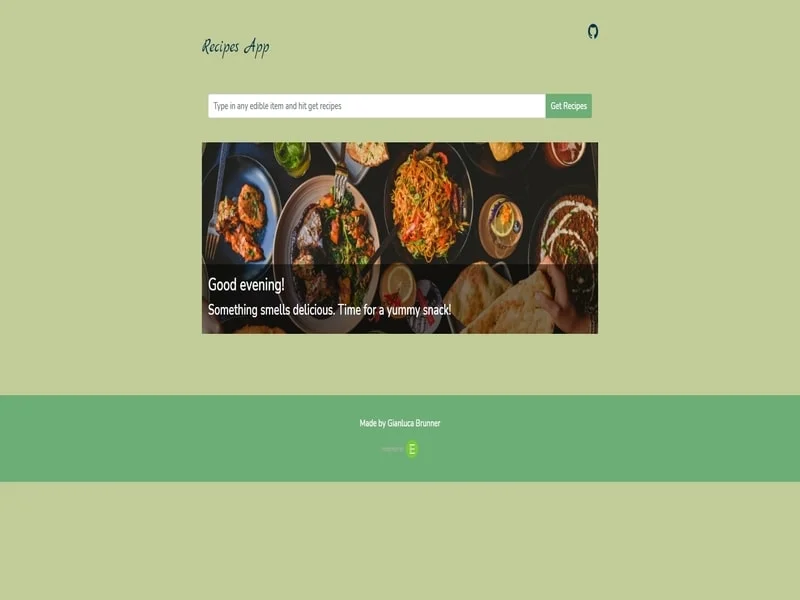 Recipes App
Type in any edible item and hit get recipes
Get Recipes
Good evening!
Something smells delicious. Time for a yummy snack!
Made by Gianluca Brunner
E